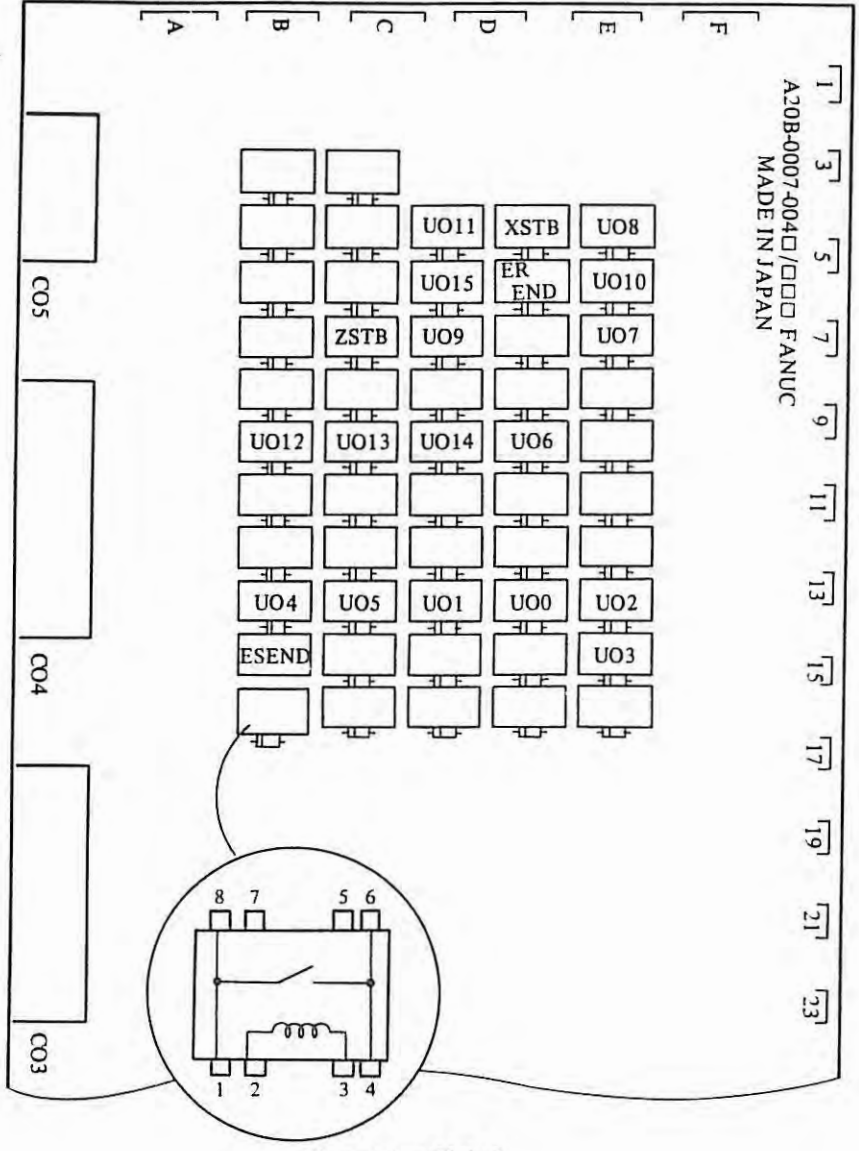 A B C D E F
1
3
5
7
9
11
13
15
17
19
21
23
A20B-0007-004□/□□□ FANUC
MADE IN JAPAN
UO11 XSTB UO8
UO15 ER END UO10
ZSTB UO9 UO7
UO12 UO13 UO14 UO6
UO4 UO5 UO1 UO0 UO2
ESEND UO3
CO5
CO4
CO3
8 7 5 6
1 2 3 4